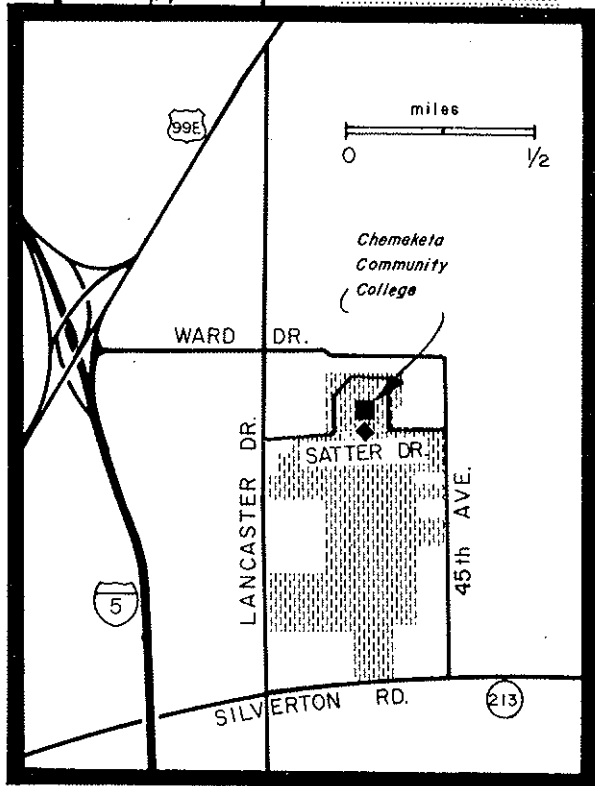 99E
miles
0 1/2
Chemeketa
Community
College
WARD DR.
LANCASTER DR.
SATTER DR.
45th AVE.
5
SILVERTON RD.
213